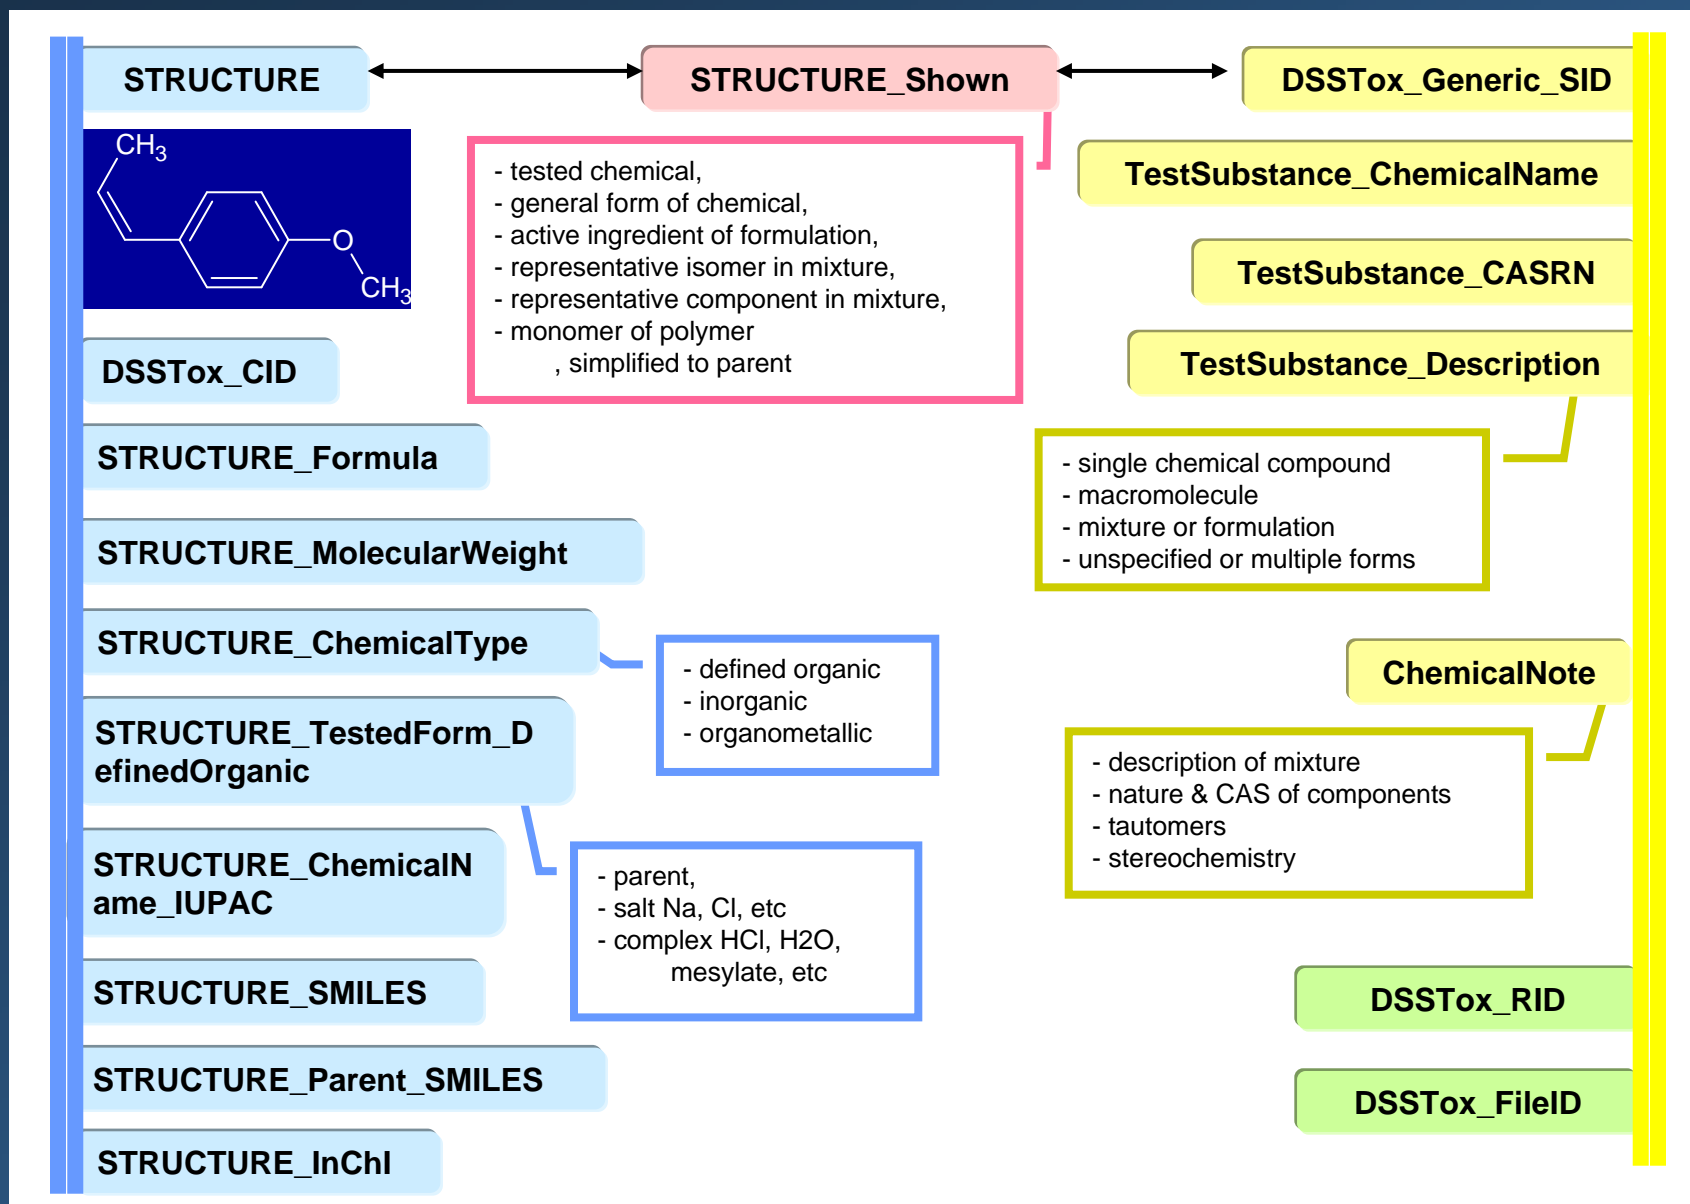 STRUCTURE
STRUCTURE_Shown
DSSTox_Generic_SID
CH3
O
CH3
- tested chemical,
- general form of chemical,
- active ingredient of formulation,
- representative isomer in mixture,
- representative component in mixture,
- monomer of polymer
, simplified to parent
TestSubstance_ChemicalName
TestSubstance_CASRN
TestSubstance_Description
- single chemical compound
- macromolecule
- mixture or formulation
- unspecified or multiple forms
DSSTox_CID
STRUCTURE_Formula
STRUCTURE_MolecularWeight
STRUCTURE_ChemicalType
- defined organic
- inorganic
- organometallic
STRUCTURE_TestedForm_D
efinedOrganic
- parent,
- salt Na, Cl, etc
- complex HCl, H2O,
mesylate, etc
STRUCTURE_ChemicalN
ame_IUPAC
STRUCTURE_SMILES
STRUCTURE_Parent_SMILES
STRUCTURE_InChI
ChemicalNote
- description of mixture
- nature & CAS of components
- tautomers
- stereochemistry
DSSTox_RID
DSSTox_FileID